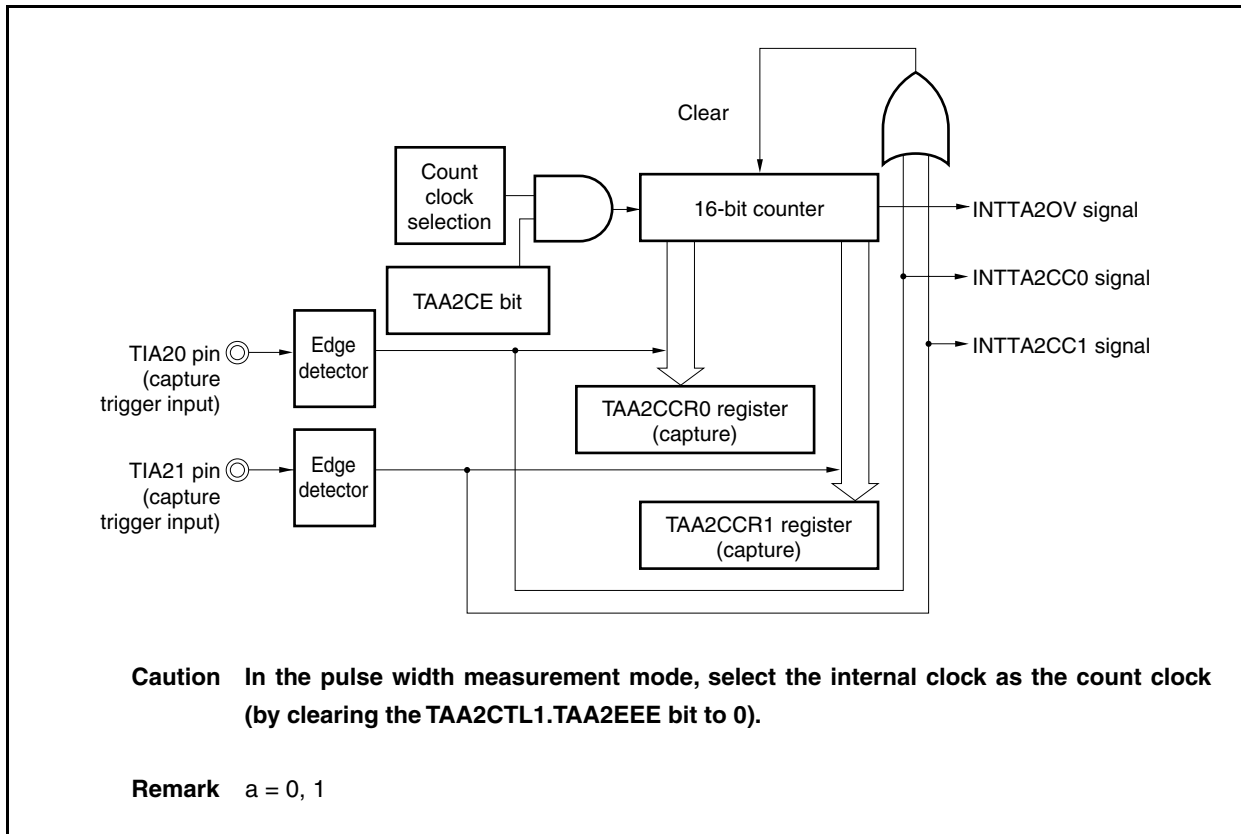 Clear
Count
clock
selection
16-bit counter
INTTA2OV signal
TAA2CE bit
INTTA2CC0 signal
TIA20 pin
(capture
trigger input)
Edge
detector
INTTA2CC1 signal
TAA2CCR0 register
(capture)
TIA21 pin
(capture
trigger input)
Edge
detector
TAA2CCR1 register
(capture)
Caution In the pulse width measurement mode, select the internal clock as the count clock
(by clearing the TAA2CTL1.TAA2EEE bit to 0).
Remark a = 0, 1